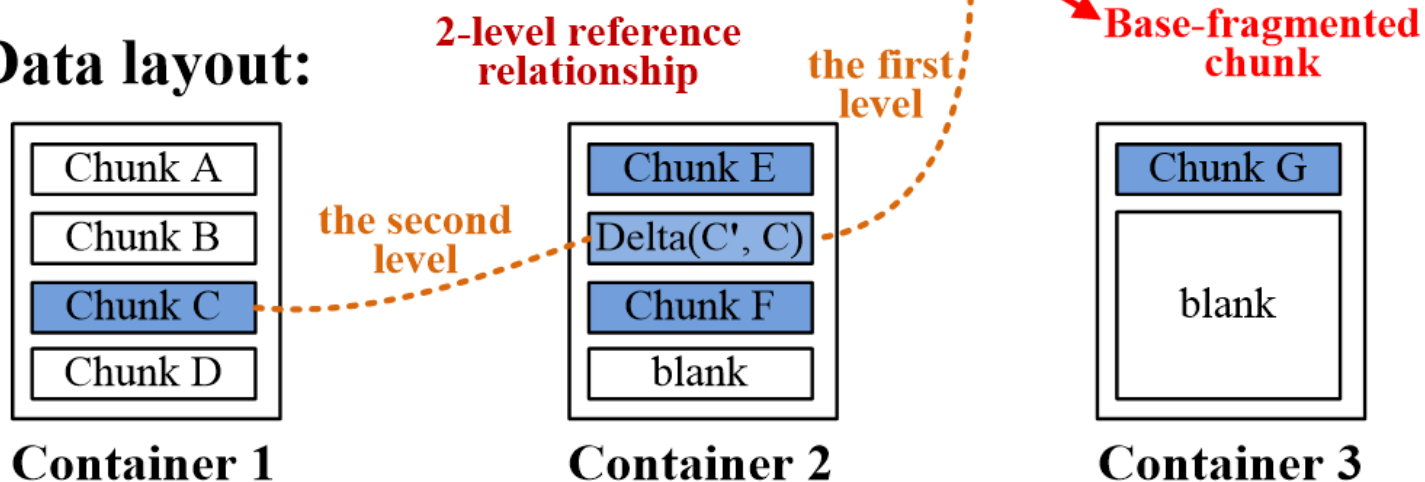 Data layout:
2-level reference
relationship
the first
level
Base-fragmented
chunk
Chunk A
Chunk B
Chunk C
Chunk D
Container 1
the second
level
Chunk E
Delta(C', C)
Chunk F
blank
Container 2
Chunk G
blank
Container 3